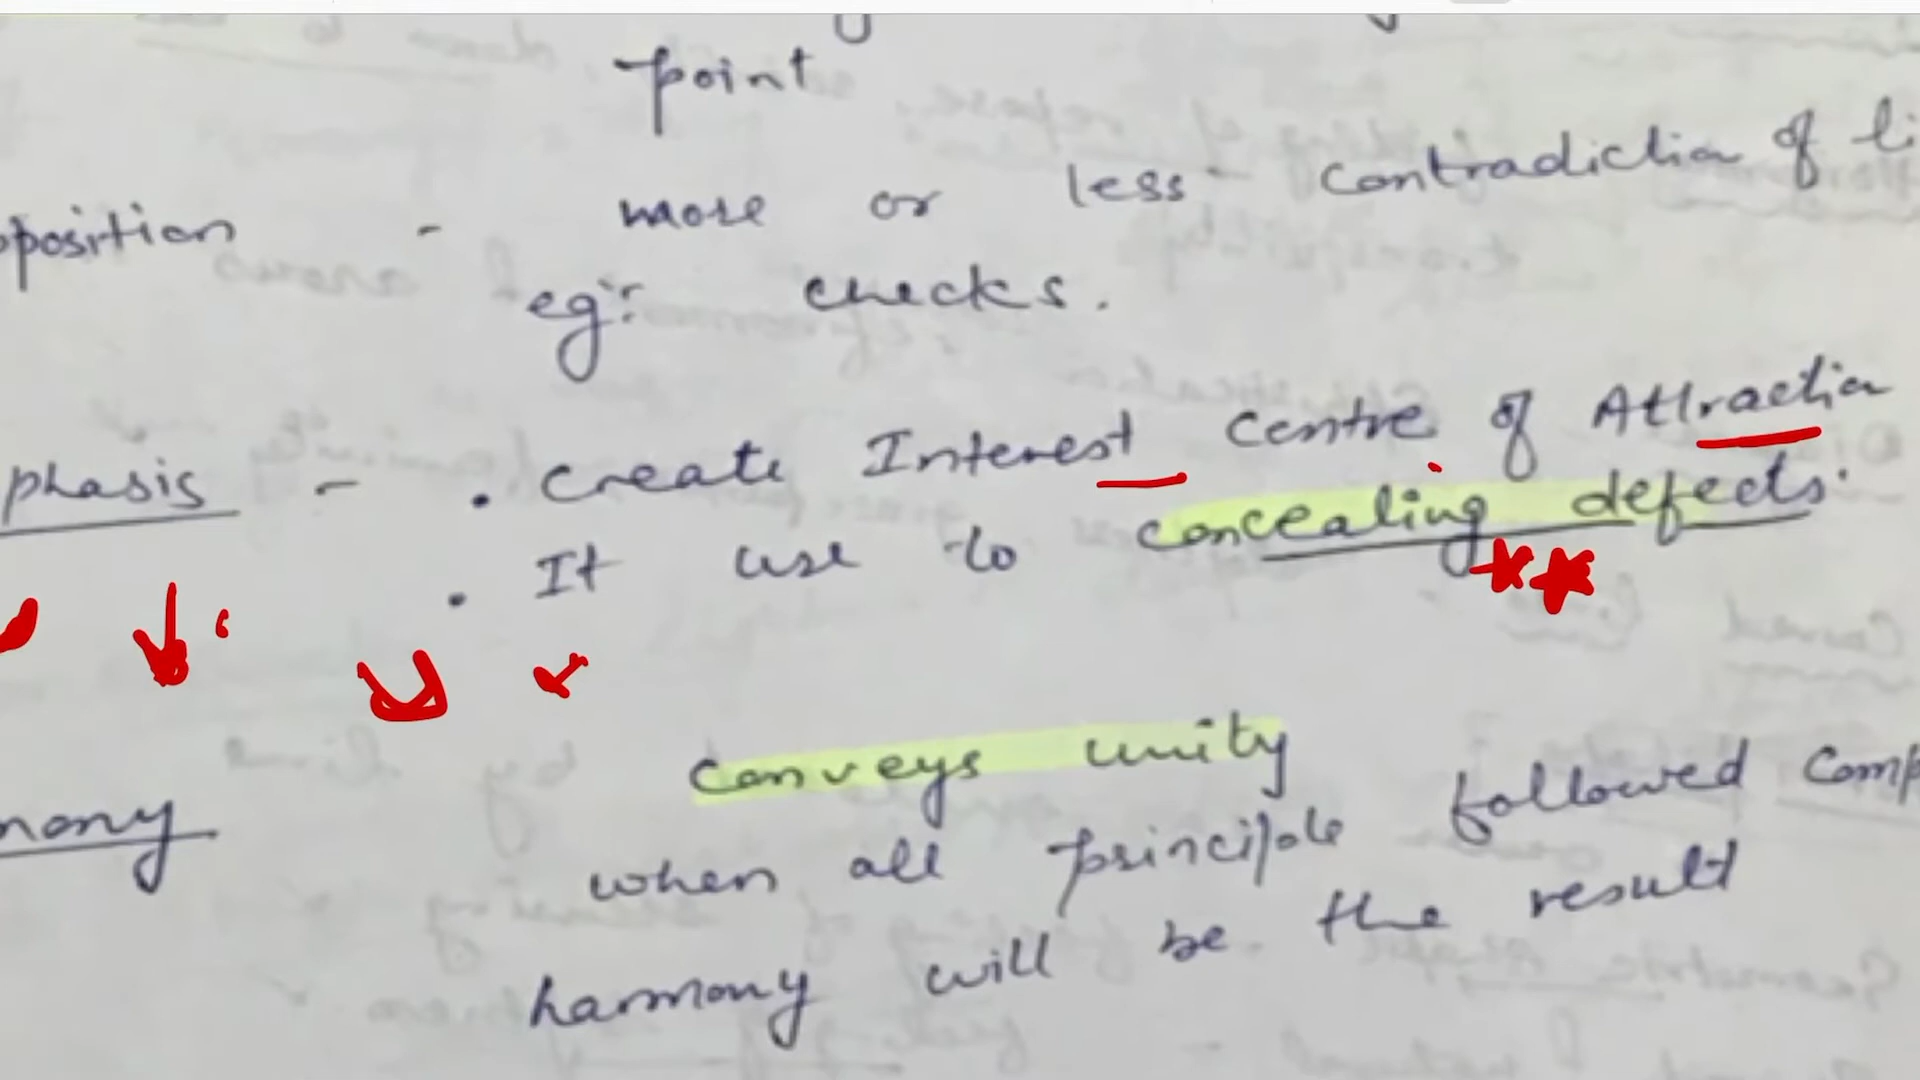 point
pposition - more or less contradiction of li
eg: checks.
phasis - . create Interest Centre of Attraction
. It use to concealing defects.
conveys unity
mony when all principle followed comp
harmony will be the result